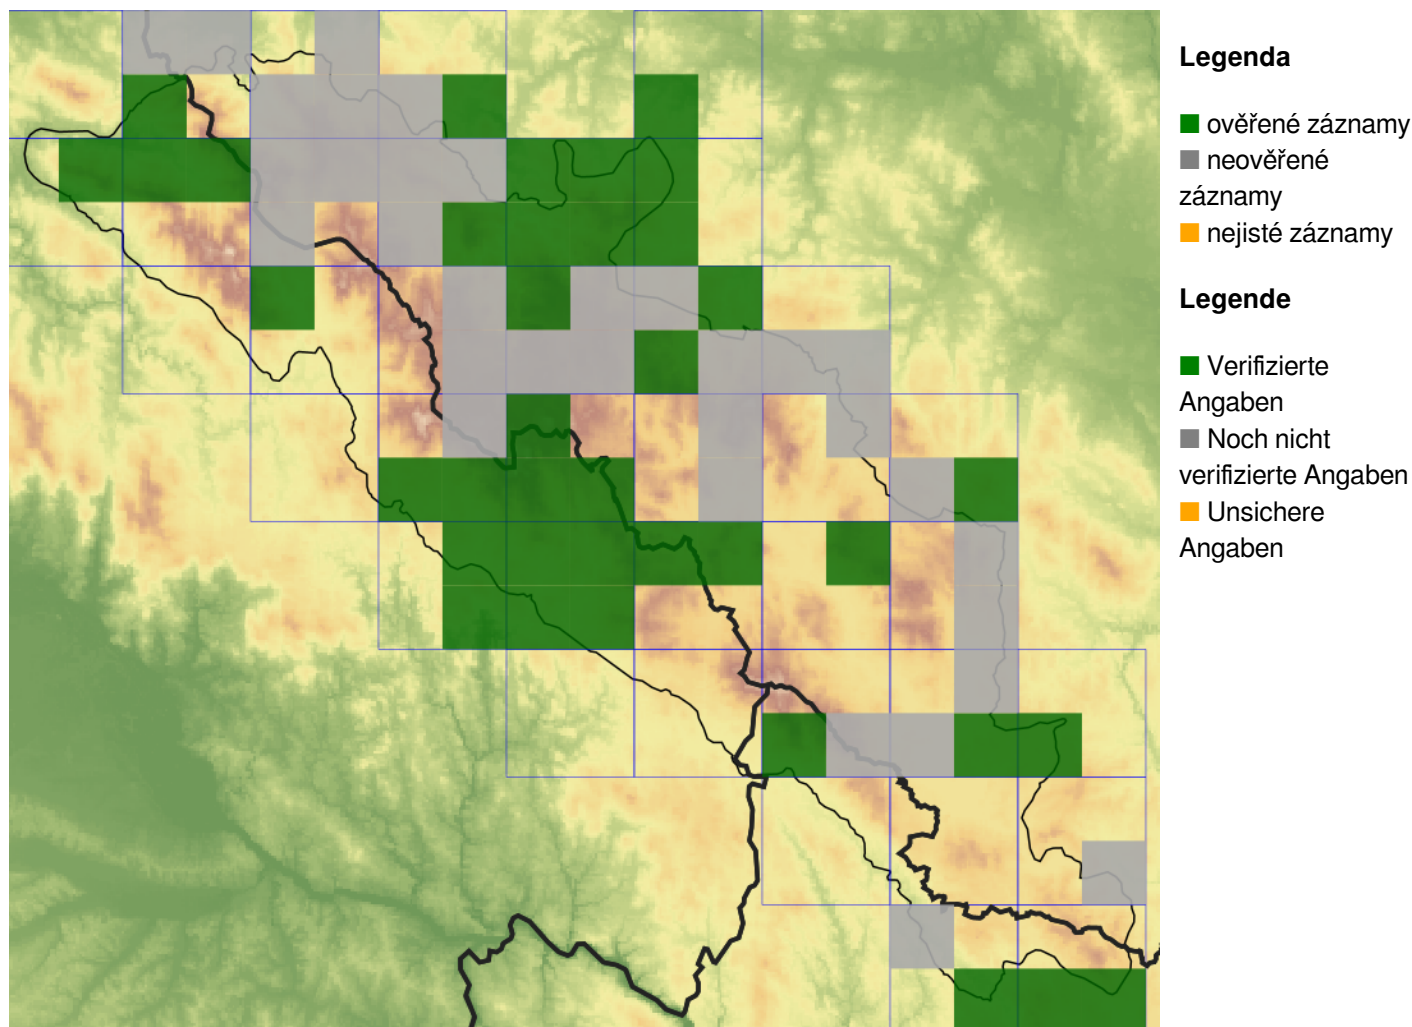 Legenda
ověřené záznamy
neověřené
záznamy
nejisté záznamy
Legende
Verifizierte
Angaben
Noch nicht
verifizierte Angaben
Unsichere
Angaben